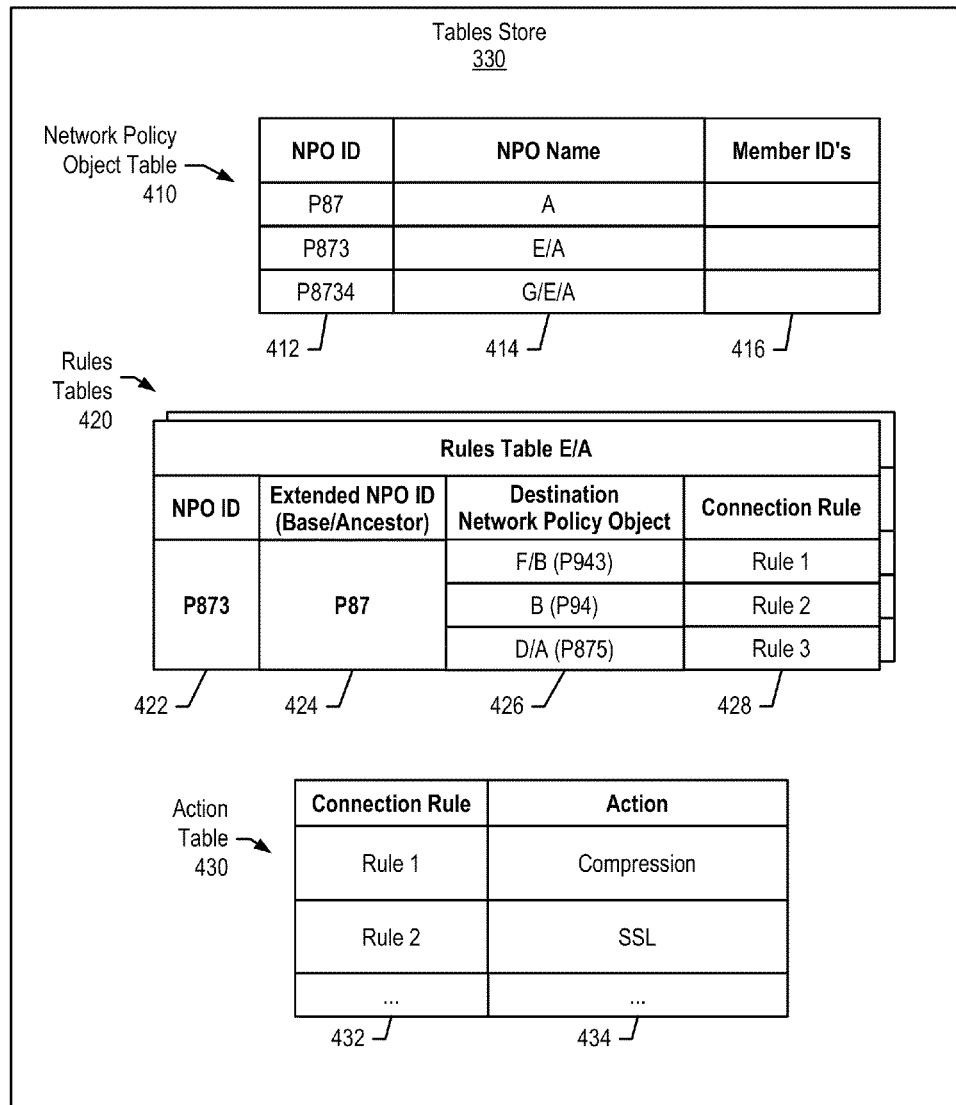 Tables Store
330
Network Policy
Object Table
410
NPO ID NPO Name Member ID's
P87 A
P873 E/A
P8734 G/E/A
412 414 416
Rules
Tables
420
Rules Table E/A
NPO ID Extended NPO ID (Base/Ancestor) Destination Network Policy Object Connection Rule
F/B (P943) Rule 1
P873 P87 B (P94) Rule 2
D/A (P875) Rule 3
422 424 426 428
Action
Table
430
Connection Rule Action
Rule 1 Compression
Rule 2 SSL
... ...
432 434